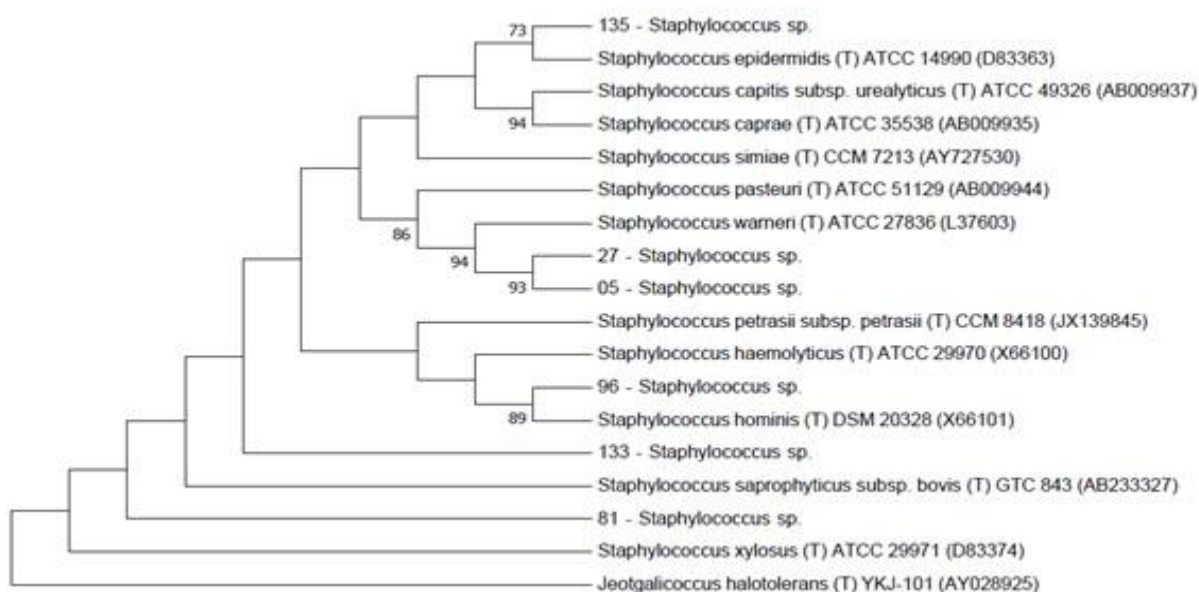 135 - Staphylococcus sp.
73
Staphylococcus epidermidis (T) ATCC 14990 (D83363)
Staphylococcus capitis subsp. urealyticus (T) ATCC 49326 (AB009937)
94
Staphylococcus caprae (T) ATCC 35538 (AB009935)
Staphylococcus simiae (T) CCM 7213 (AY727530)
Staphylococcus pasteuri (T) ATCC 51129 (AB009944)
86
Staphylococcus warneri (T) ATCC 27836 (L37603)
94
27 - Staphylococcus sp.
93
05 - Staphylococcus sp.
Staphylococcus petrasii subsp. petrasii (T) CCM 8418 (JX139845)
Staphylococcus haemolyticus (T) ATCC 29970 (X66100)
96 - Staphylococcus sp.
89
Staphylococcus hominis (T) DSM 20328 (X66101)
133 - Staphylococcus sp.
Staphylococcus saprophyticus subsp. bovis (T) GTC 843 (AB233327)
81 - Staphylococcus sp.
Staphylococcus xylosus (T) ATCC 29971 (D83374)
Jeotgalicoccus halotolerans (T) YKJ-101 (AY028925)